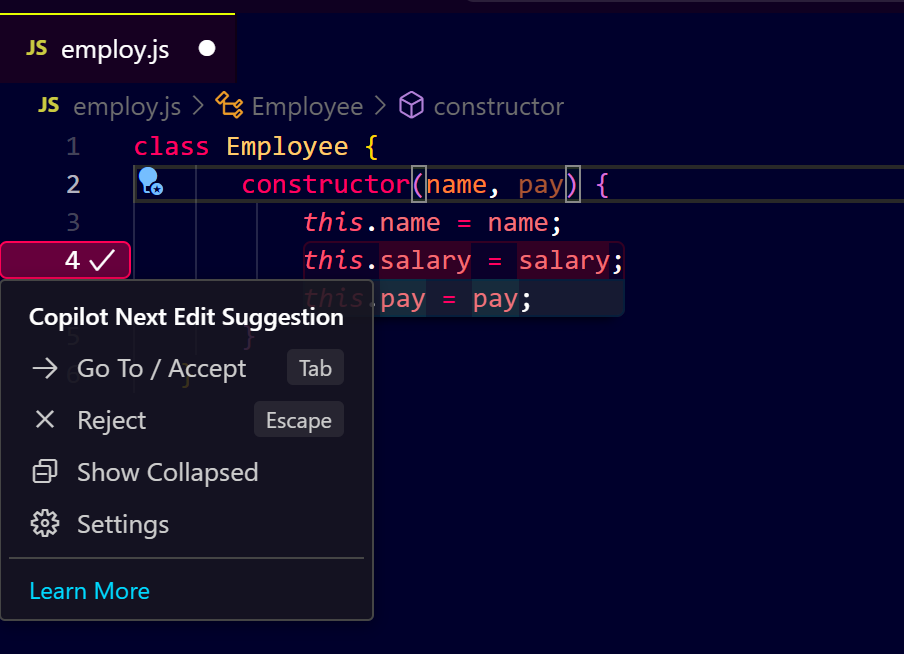 JS employ.js
JS employ.js > Employee > constructor
1 class Employee {
2 constructor(name, pay) {
3 this.name = name;
4 this.salary = salary;
this.pay = pay;
5 }
6 }
Copilot Next Edit Suggestion
Go To / Accept Tab
Reject Escape
Show Collapsed
Settings
Learn More